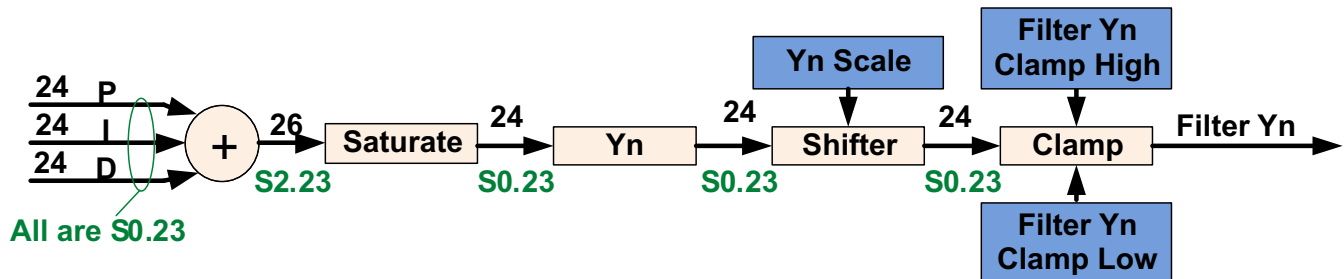 24 P
24 I
24 D
All are S0.23
+
26
S2.23
Saturate
24
S0.23
Yn
24
S0.23
Yn Scale
Shifter
24
S0.23
Filter Yn
Clamp High
Clamp
Filter Yn
Clamp Low
Filter Yn